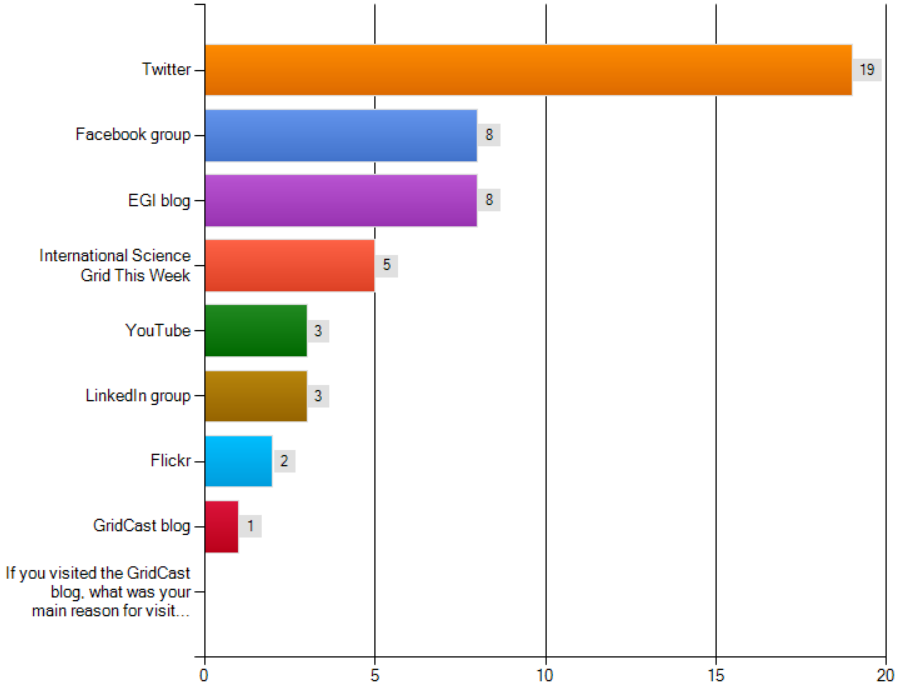 Twitter
19
Facebook group
8
EGI blog
8
International Science
Grid This Week
5
YouTube
3
LinkedIn group
3
Flickr
2
GridCast blog
1
If you visited the GridCast
blog, what was your
main reason for visit...
0 5 10 15 20